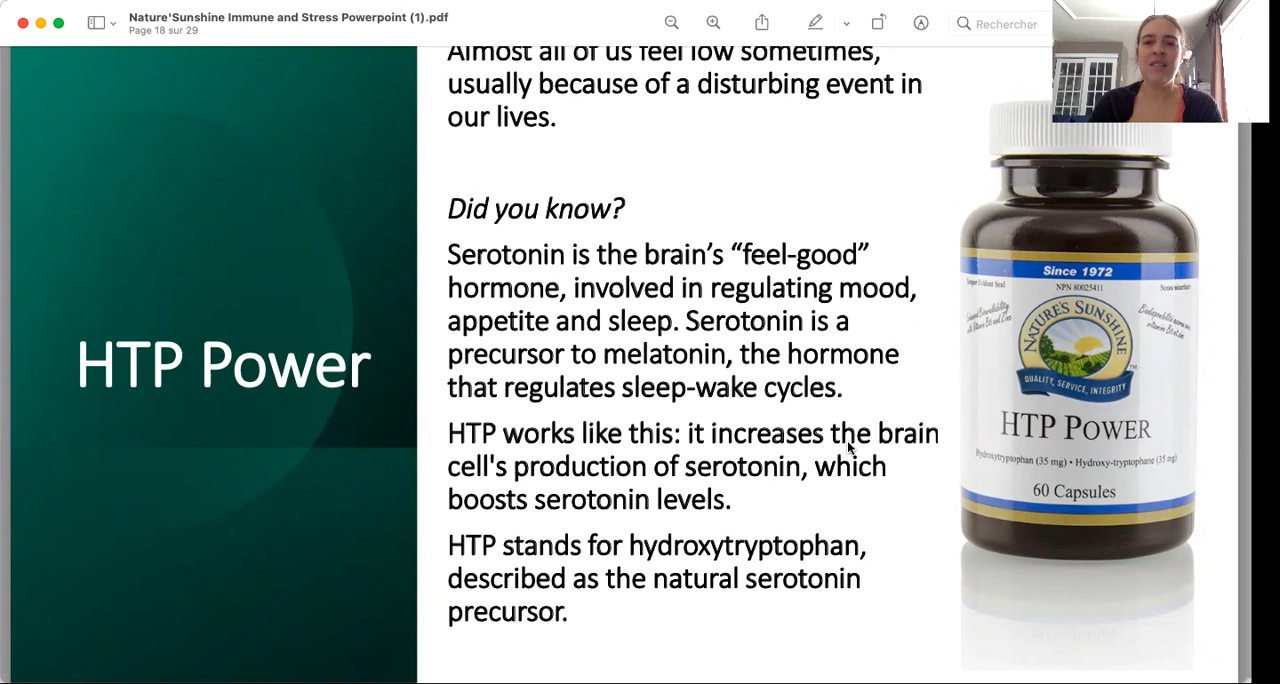 Nature'Sunshine Immune and Stress Powerpoint (1).pdf
Page 18 sur 29
Rechercher
Almost all of us feel low sometimes,
usually because of a disturbing event in
our lives.
Did you know?
Serotonin is the brain’s “feel-good”
hormone, involved in regulating mood,
appetite and sleep. Serotonin is a
precursor to melatonin, the hormone
that regulates sleep-wake cycles.
HTP works like this: it increases the brain
cell's production of serotonin, which
boosts serotonin levels.
HTP stands for hydroxytryptophan,
described as the natural serotonin
precursor.
HTP Power
Since 1972
NPN 80025411
NATURE'S SUNSHINE
QUALITY, SERVICE, INTEGRITY
TM
HTP POWER
Hydroxytryptophan (35 mg) • Hydroxy-tryptophane (35 mg)
60 Capsules